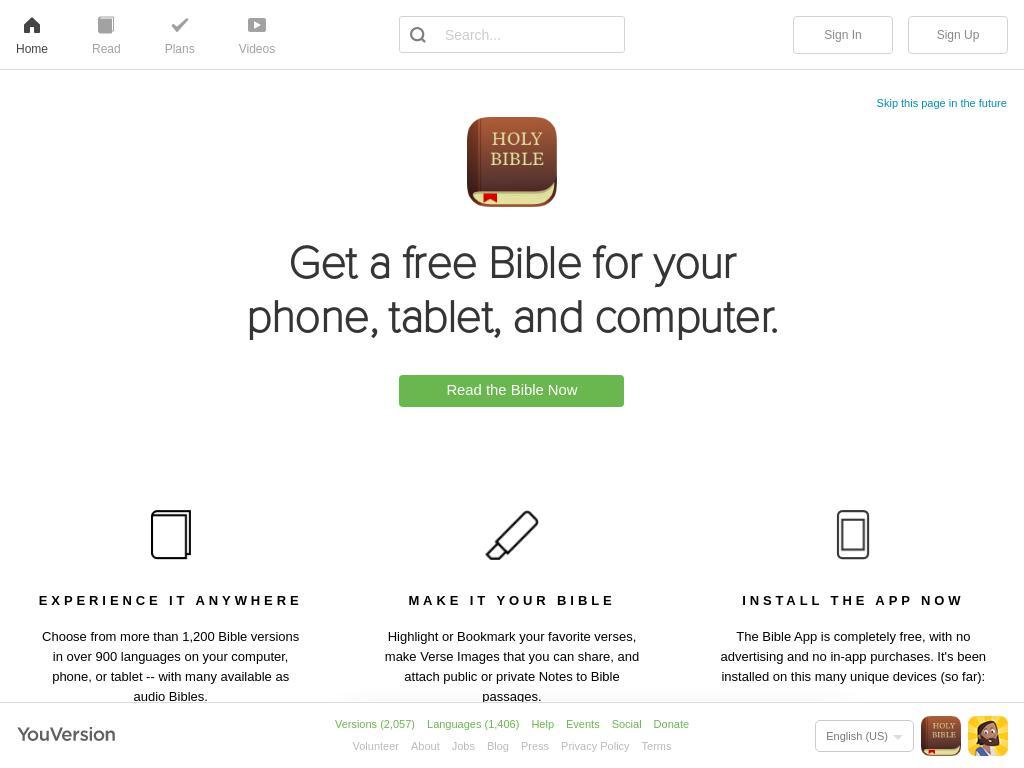 Home
Read
Plans
Videos
Search...
Sign In
Sign Up
Skip this page in the future
HOLY
BIBLE
Get a free Bible for your
phone, tablet, and computer.
Read the Bible Now
EXPERIENCE IT ANYWHERE
Choose from more than 1,200 Bible versions
in over 900 languages on your computer,
phone, or tablet -- with many available as
audio Bibles.
MAKE IT YOUR BIBLE
Highlight or Bookmark your favorite verses,
make Verse Images that you can share, and
attach public or private Notes to Bible
passages.
INSTALL THE APP NOW
The Bible App is completely free, with no
advertising and no in-app purchases. It's been
installed on this many unique devices (so far):
YouVersion
Versions (2,057) Languages (1,406) Help Events Social Donate
Volunteer About Jobs Blog Press Privacy Policy Terms
English (US)
HOLY
BIBLE